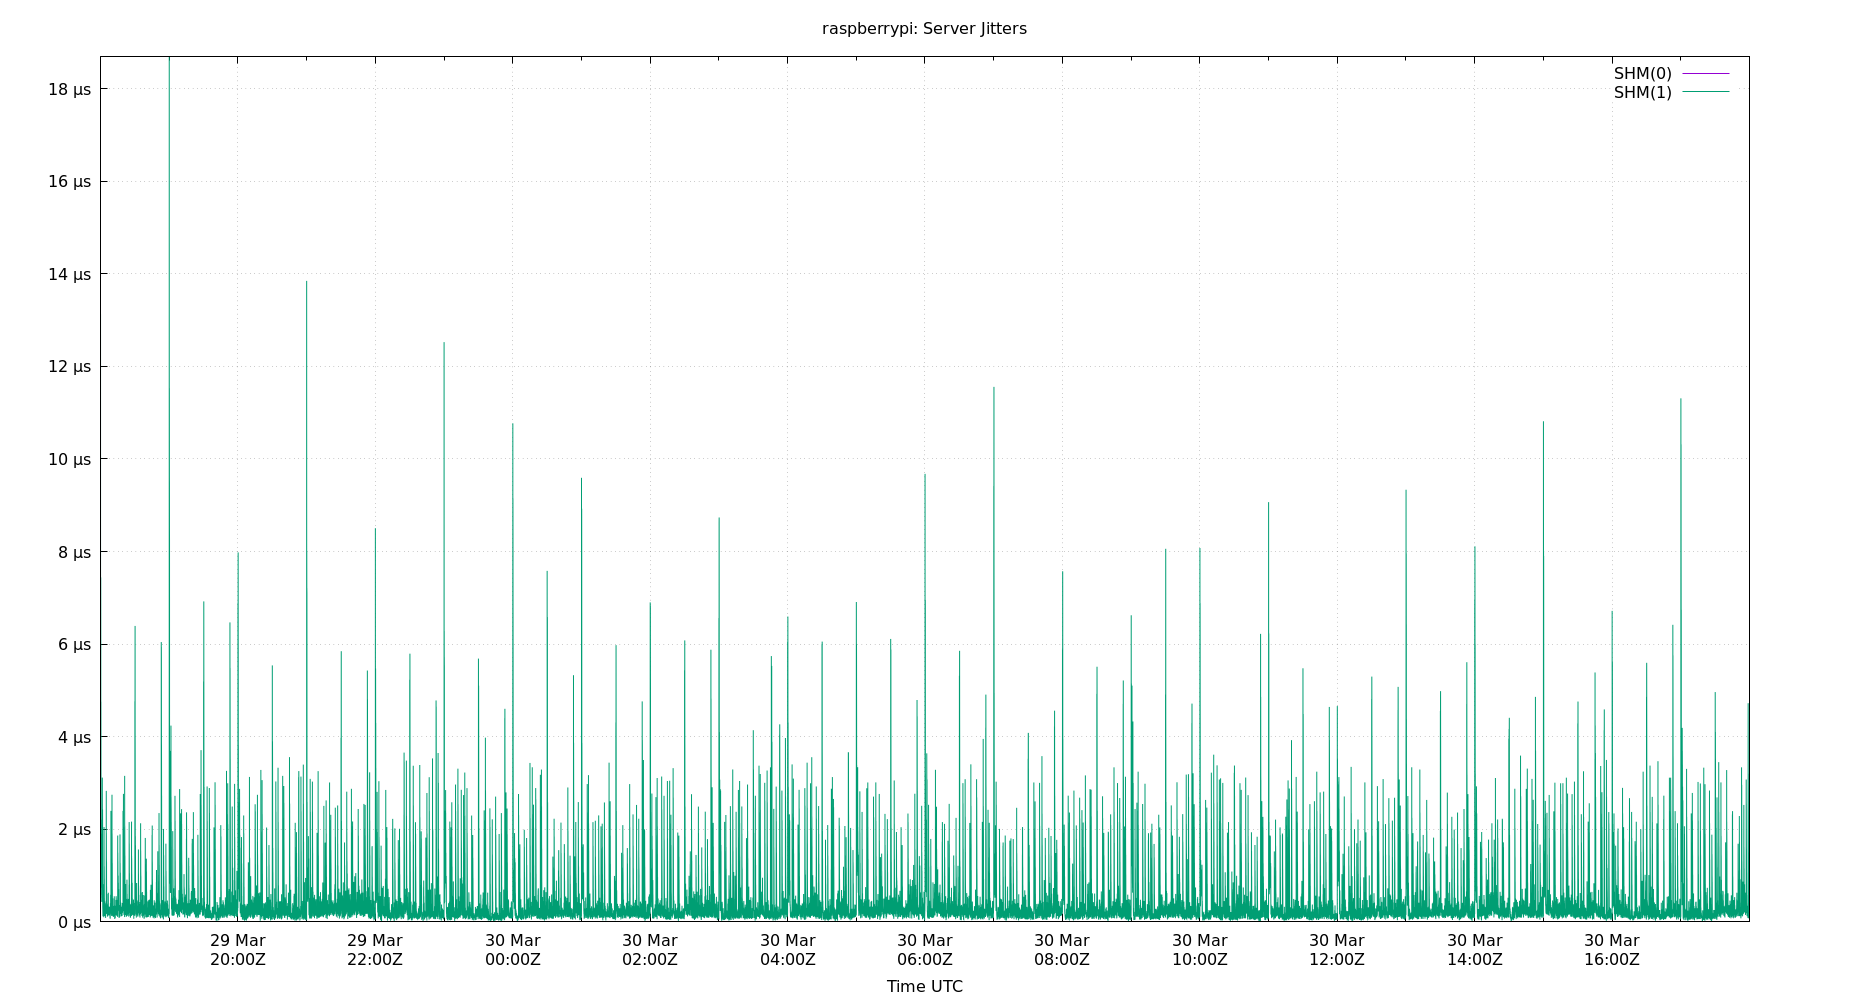 raspberrypi: Server Jitters
SHM(0)
SHM(1)
18 µs
16 µs
14 µs
12 µs
10 µs
8 µs
6 µs
4 µs
2 µs
0 µs
29 Mar 29 Mar 30 Mar 30 Mar 30 Mar 30 Mar 30 Mar 30 Mar 30 Mar 30 Mar 30 Mar
20:00Z 22:00Z 00:00Z 02:00Z 04:00Z 06:00Z 08:00Z 10:00Z 12:00Z 14:00Z 16:00Z
Time UTC